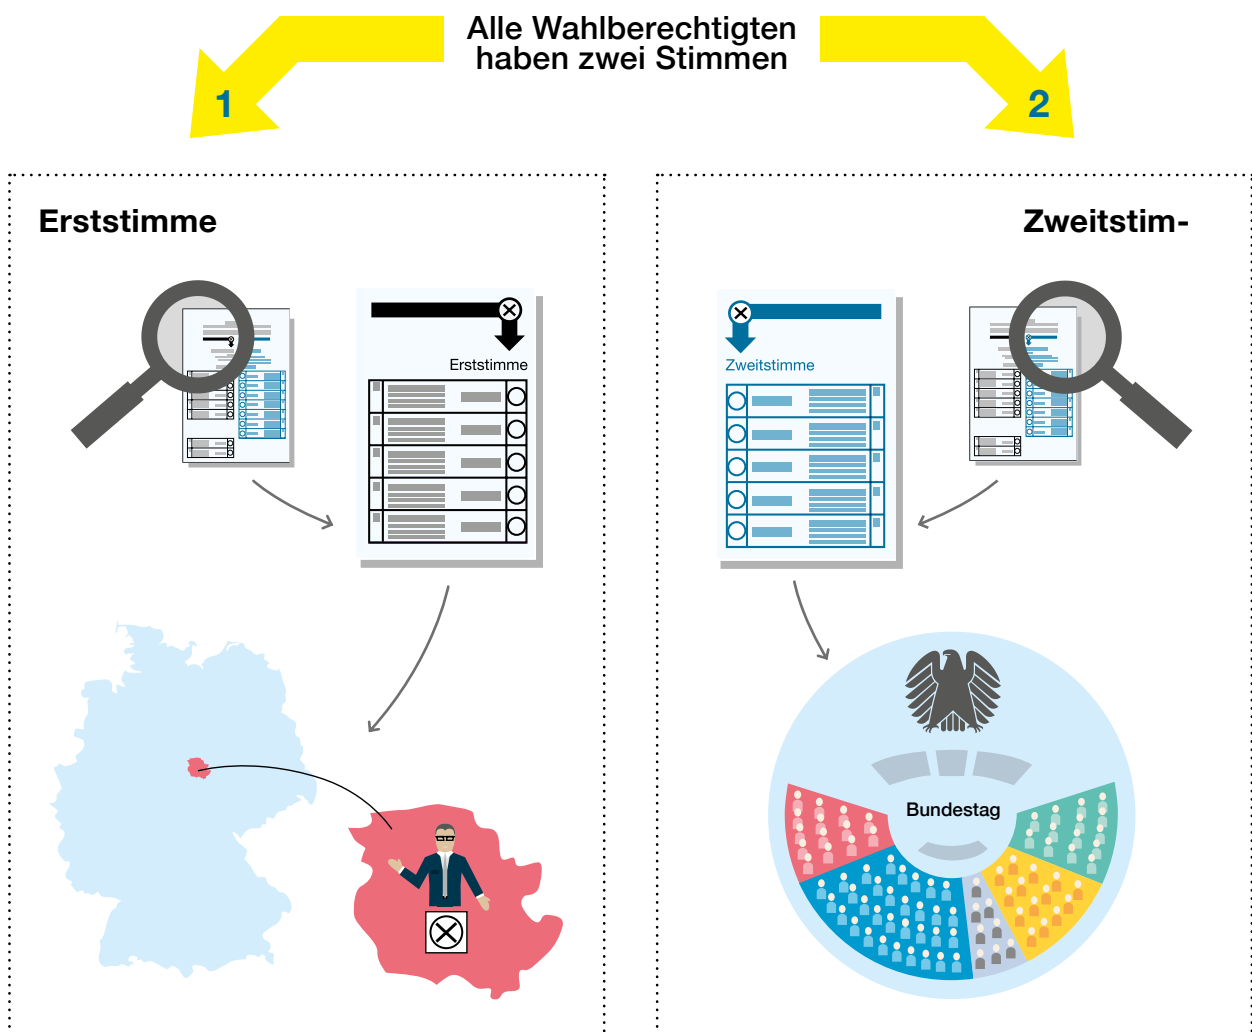 Alle Wahlberechtigten
haben zwei Stimmen
1
2
Erststimme
Zweitstim-
Erststimme
Zweitstimme
Bundestag